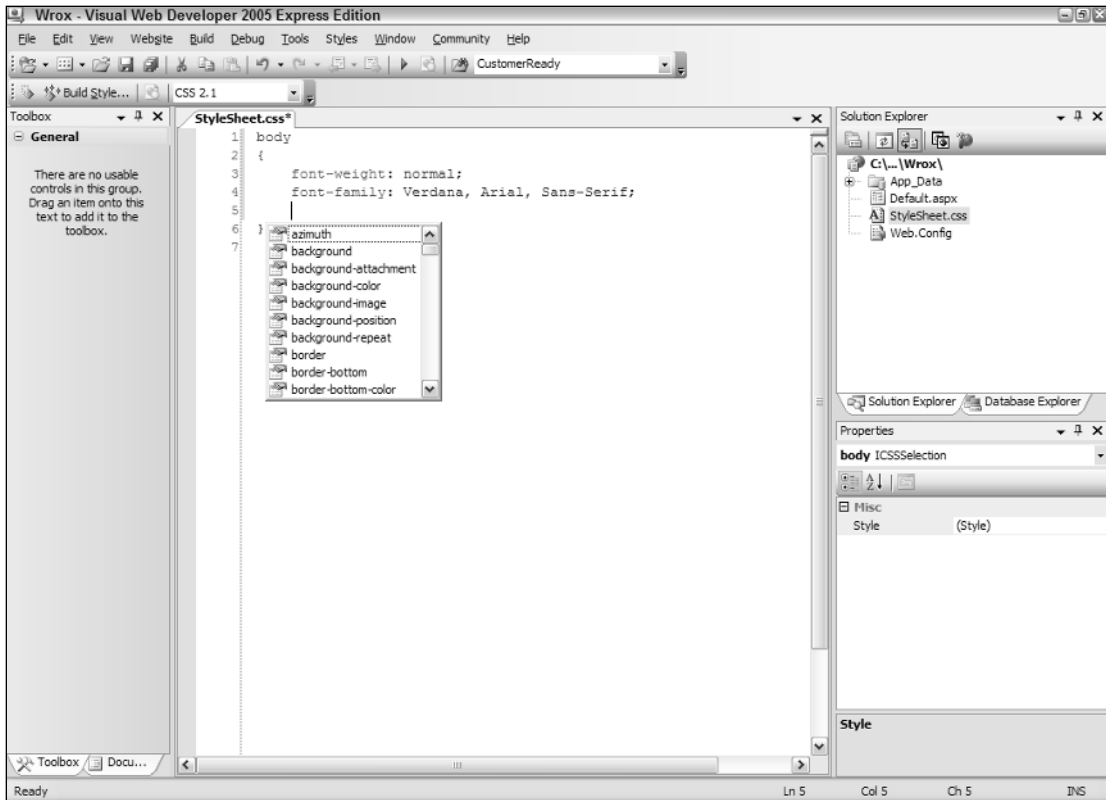 Wrox - Visual Web Developer 2005 Express Edition
File Edit View Website Build Debug Tools Styles Window Community Help
CustomerReady
Build Style... CSS 2.1
Toolbox
General
There are no usable
controls in this group.
Drag an item onto this
text to add it to the
toolbox.
Toolbox Docu...
StyleSheet.css*
1 body
2 {
3 font-weight: normal;
4 font-family: Verdana, Arial, Sans-Serif;
5
6 }
7
azimuth
background
background-attachment
background-color
background-image
background-position
background-repeat
border
border-bottom
border-bottom-color
Solution Explorer
C:\...\Wrox\
App_Data
Default.aspx
StyleSheet.css
Web.Config
Solution Explorer Database Explorer
Properties
body ICSSSelection
Misc
Style (Style)
Style
Ready Ln 5 Col 5 Ch 5 INS